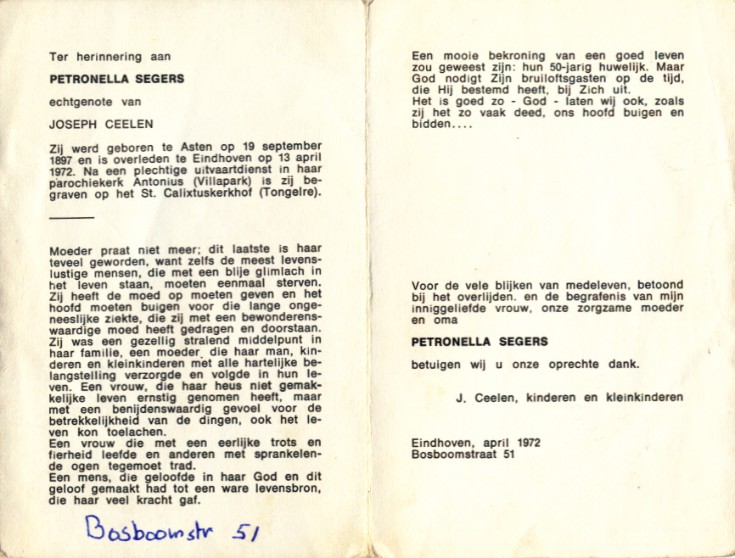 Ter herinnering aan
PETRONELLA SEGERS
echtgenote van
JOSEPH CEELEN
Zij werd geboren te Asten op 19 september
1897 en is overleden te Eindhoven op 13 april
1972. Na een plechtige uitvaartdienst in haar
parochiekerk Antonius (Villapark) is zij be-
graven op het St. Calixtuskerkhof (Tongelre).
Moeder praat niet meer; dit laatste is haar
teveel geworden, want zelfs de meest levens-
lustige mensen, die met een blije glimlach in
het leven staan, moeten eenmaal sterven.
Zij heeft de moed op moeten geven en het
hoofd moeten buigen voor die lange onge-
neeslijke ziekte, die zij met een bewonderens-
waardige moed heeft gedragen en doorstaan.
Zij was een gezellig stralend middelpunt in
haar familie, een moeder die haar man, kin-
deren en kleinkinderen met alle hartelijke be-
langstelling verzorgde en volgde in hun le-
ven. Een vrouw, die haar heus niet gemak-
kelijke leven ernstig genomen heeft, maar
met een benijdenswaardig gevoel voor de
betrekkelijkheid van de dingen, ook het le-
ven kon toelachen.
Een vrouw die met een eerlijke trots en
fierheid leefde en anderen met sprankelen-
de ogen tegemoet trad.
Een mens, die geloofde in haar God en dit
geloof gemaakt had tot een ware levensbron,
die haar veel kracht gaf.
Bosboomstr 51
Een mooie bekroning van een goed leven
zou geweest zijn: hun 50-jarig huwelijk. Maar
God nodigt Zijn bruiloftsgasten op de tijd,
die Hij bestemd heeft, bij Zich uit.
Het is goed zo - God - laten wij ook, zoals
zij het zo vaak deed, ons hoofd buigen en
bidden....
Voor de vele blijken van medeleven, betoond
bij het overlijden. en de begrafenis van mijn
inniggeliefde vrouw, onze zorgzame moeder
en oma
PETRONELLA SEGERS
betuigen wij u onze oprechte dank.
J. Ceelen, kinderen en kleinkinderen
Eindhoven, april 1972
Bosboomstraat 51